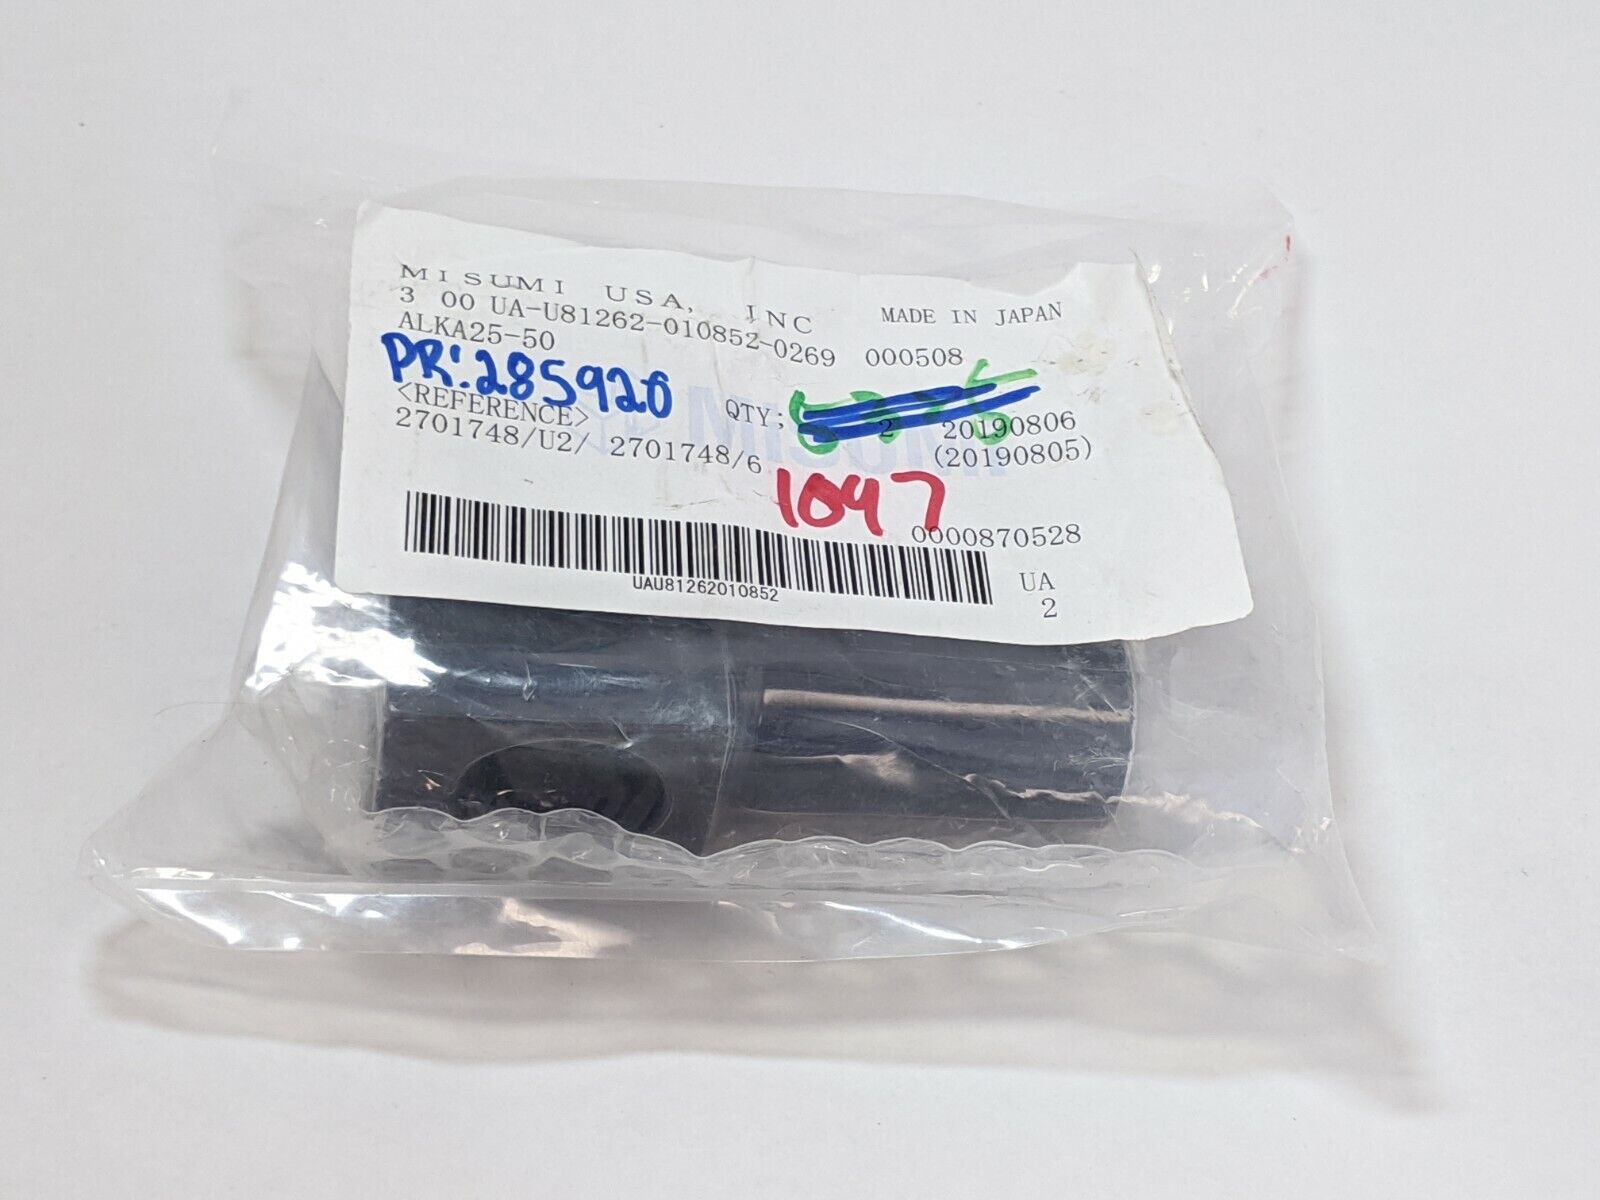 MISUMI USA, INC MADE IN JAPAN
3 00 UA-U81262-010852-0269 000508
ALKA25-50
PR:285920
<REFERENCE> QTY; 2 20190806
2701748/U2/ 2701748/6 (20190805)
1097
0000870528
UAU81262010852
UA
2